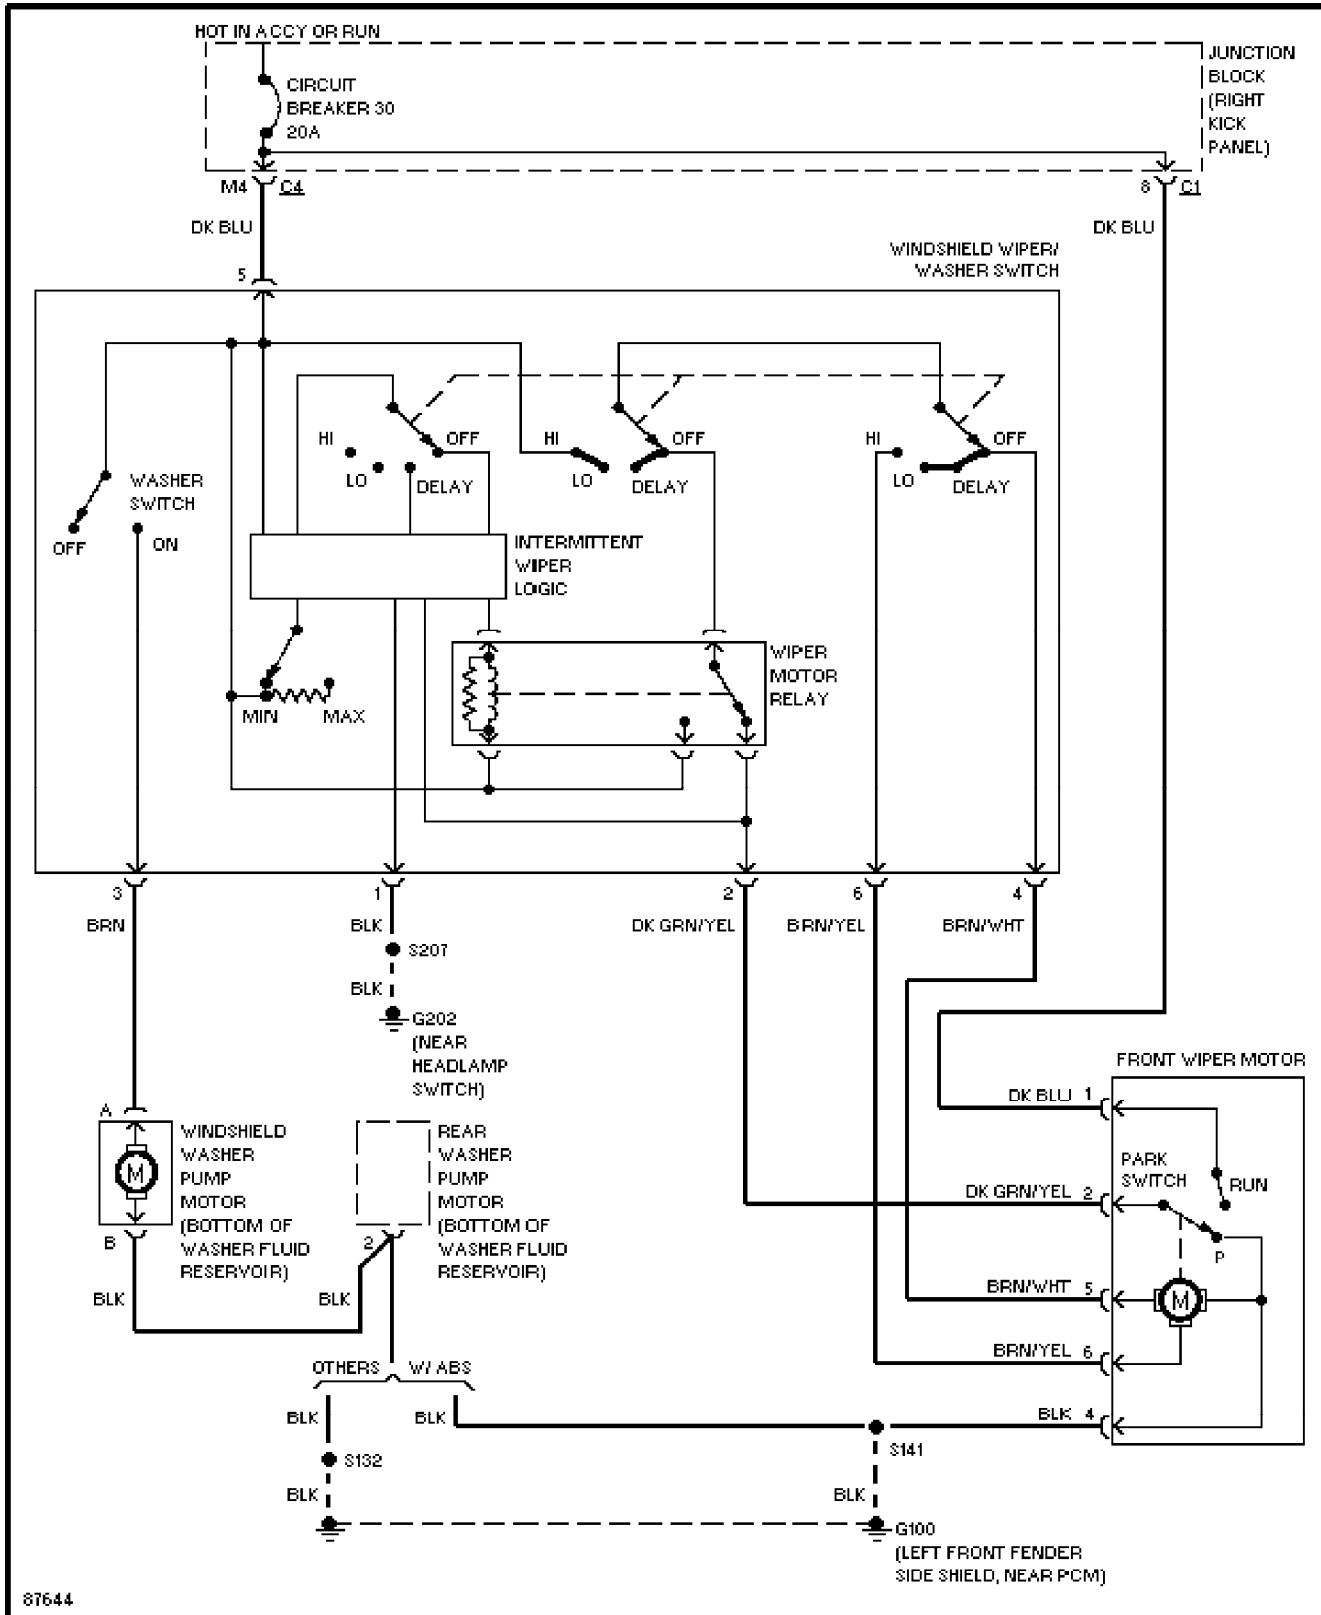 HOT IN ACCY OR RUN
JUNCTION
BLOCK
(RIGHT
KICK
PANEL)
CIRCUIT
BREAKER 30
20A
M4 C4
8 C1
DK BLU
DK BLU
WINDSHIELD WIPER/
WASHER SWITCH
5
HI
OFF
LO
DELAY
HI
OFF
LO
DELAY
HI
OFF
LO
DELAY
WASHER
SWITCH
OFF
ON
INTERMITTENT
WIPER
LOGIC
WIPER
MOTOR
RELAY
MIN
MAX
3
1
2
6
4
BRN
BLK
DK GRN/YEL
BRN/YEL
BRN/WHT
S207
BLK
G202
(NEAR
HEADLAMP
SWITCH)
FRONT WIPER MOTOR
DK BLU 1
PARK
SWITCH
RUN
DK GRN/YEL 2
P
BRN/WHT 5
M
BRN/YEL 6
BLK 4
A
M
B
WINDSHIELD
WASHER
PUMP
MOTOR
(BOTTOM OF
WASHER FLUID
RESERVOIR)
REAR
WASHER
PUMP
MOTOR
(BOTTOM OF
WASHER FLUID
RESERVOIR)
2
BLK
BLK
OTHERS
W/ ABS
BLK
BLK
S132
S141
BLK
BLK
G100
(LEFT FRONT FENDER
SIDE SHIELD, NEAR PCM)
87644